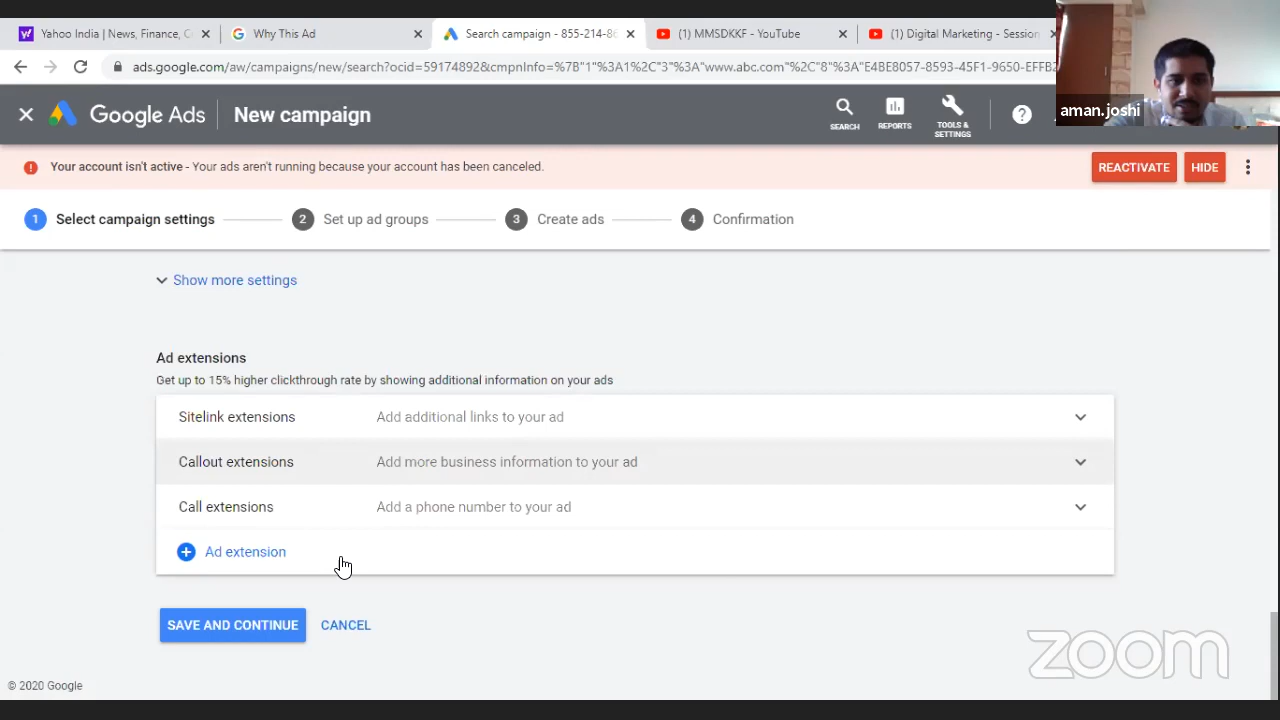 Yahoo India | News, Finance, C
Why This Ad
Search campaign - 855-214-86
(1) MMSDKKF - YouTube
(1) Digital Marketing - Session
ads.google.com/aw/campaigns/new/search?ocid=59174892&cmpnInfo=%7B"1"%3A1%2C"3"%3A"www.abc.com"%2C"8"%3A"E4BE8057-8593-45F1-9650-EFFB2
aman.joshi
Google Ads
New campaign
SEARCH
REPORTS
TOOLS &
SETTINGS
Your account isn't active - Your ads aren't running because your account has been canceled.
REACTIVATE
HIDE
1 Select campaign settings
2 Set up ad groups
3 Create ads
4 Confirmation
Show more settings
Ad extensions
Get up to 15% higher clickthrough rate by showing additional information on your ads
Sitelink extensions Add additional links to your ad
Callout extensions Add more business information to your ad
Call extensions Add a phone number to your ad
Ad extension
SAVE AND CONTINUE
CANCEL
zoom
© 2020 Google